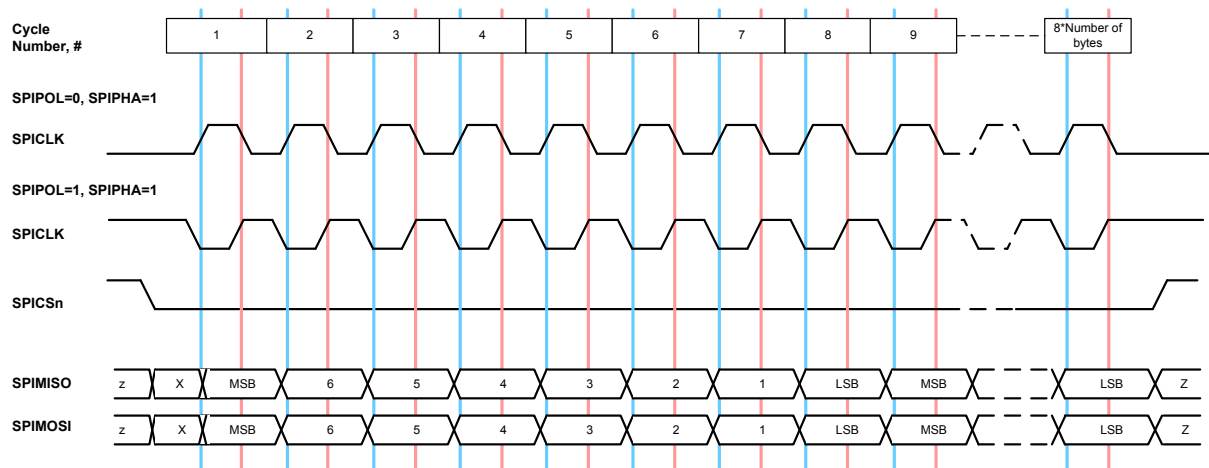 Cycle
Number, #
1 2 3 4 5 6 7 8 9
8*Number of
bytes
SPIPOL=0, SPIPHA=1
SPICLK
SPIPOL=1, SPIPHA=1
SPICLK
SPICSn
SPIMISO z X MSB 6 5 4 3 2 1 LSB MSB LSB Z
SPIMOSI z X MSB 6 5 4 3 2 1 LSB MSB LSB Z